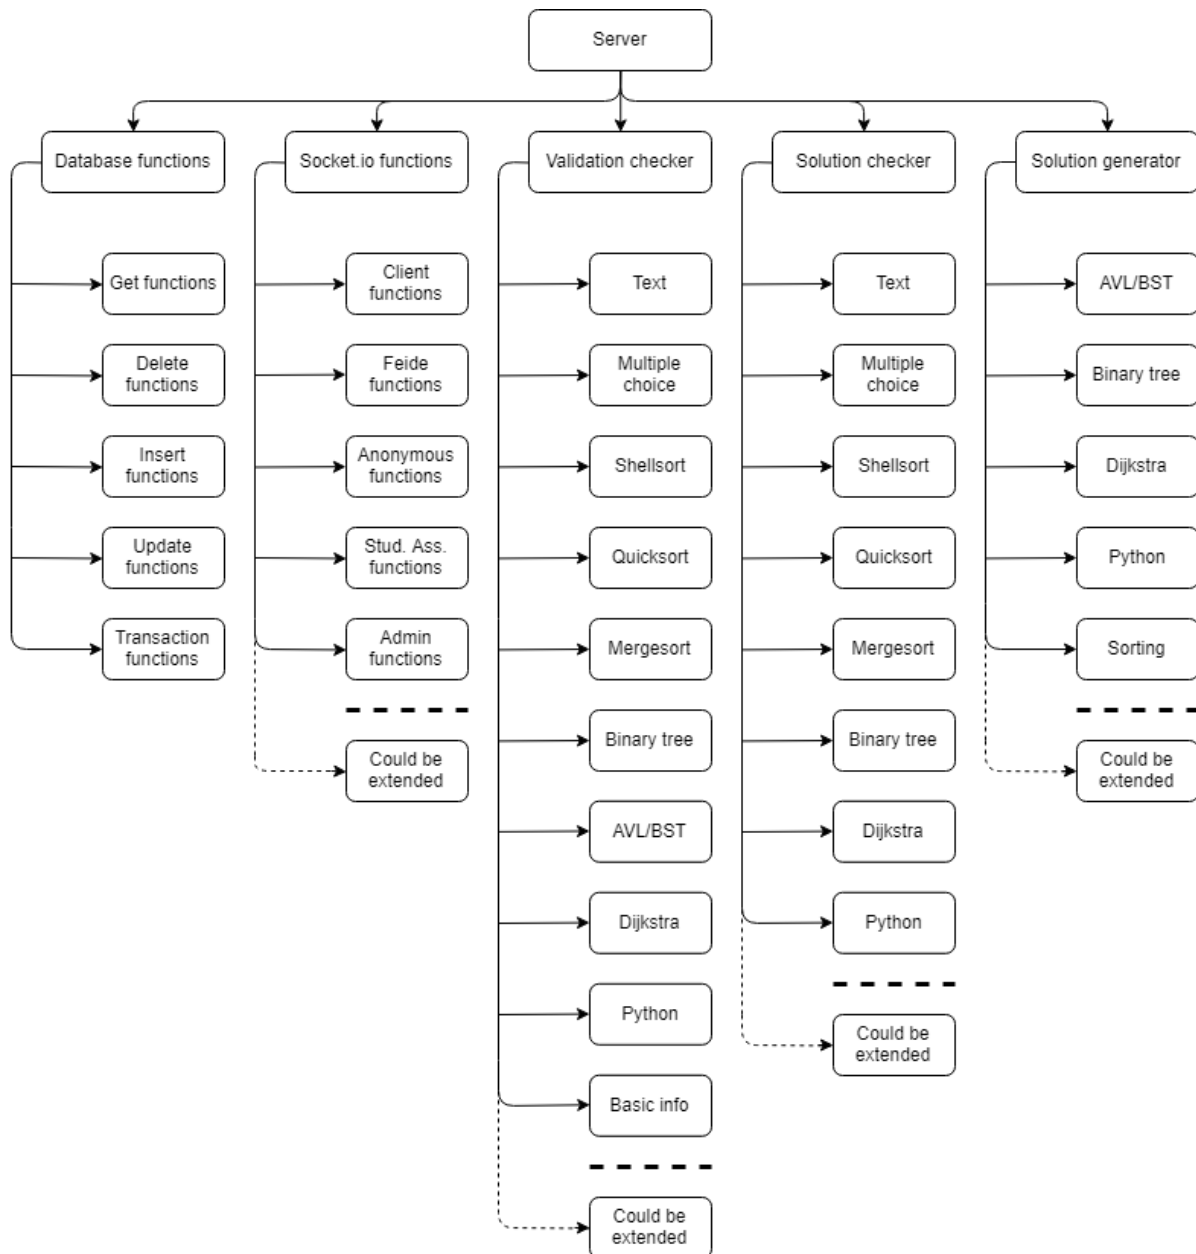 Server
Database functions
Socket.io functions
Validation checker
Solution checker
Solution generator
Get functions
Delete
functions
Insert
functions
Update
functions
Transaction
functions
Client
functions
Feide
functions
Anonymous
functions
Stud. Ass.
functions
Admin
functions
Could be
extended
Text
Multiple
choice
Shellsort
Quicksort
Mergesort
Binary tree
AVL/BST
Dijkstra
Python
Basic info
Could be
extended
Text
Multiple
choice
Shellsort
Quicksort
Mergesort
Binary tree
Dijkstra
Python
Could be
extended
AVL/BST
Binary tree
Dijkstra
Python
Sorting
Could be
extended